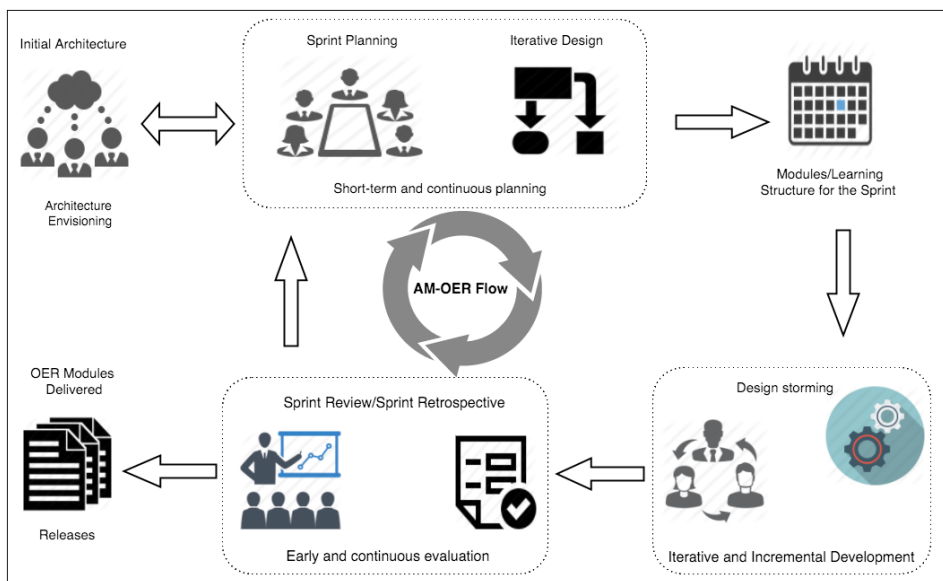 Initial Architecture
Architecture
Envisioning
Sprint Planning
Iterative Design
Short-term and continuous planning
Modules/Learning
Structure for the Sprint
AM-OER Flow
Design storming
Iterative and Incremental Development
Sprint Review/Sprint Retrospective
Early and continuous evaluation
OER Modules
Delivered
Releases